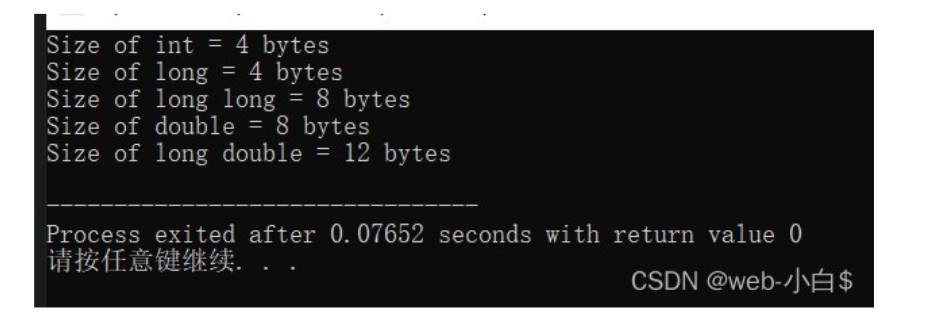 Size of int = 4 bytes
Size of long = 4 bytes
Size of long long = 8 bytes
Size of double = 8 bytes
Size of long double = 12 bytes
--------------------------------
Process exited after 0.07652 seconds with return value 0
请按任意键继续. . .
CSDN @web-小白$